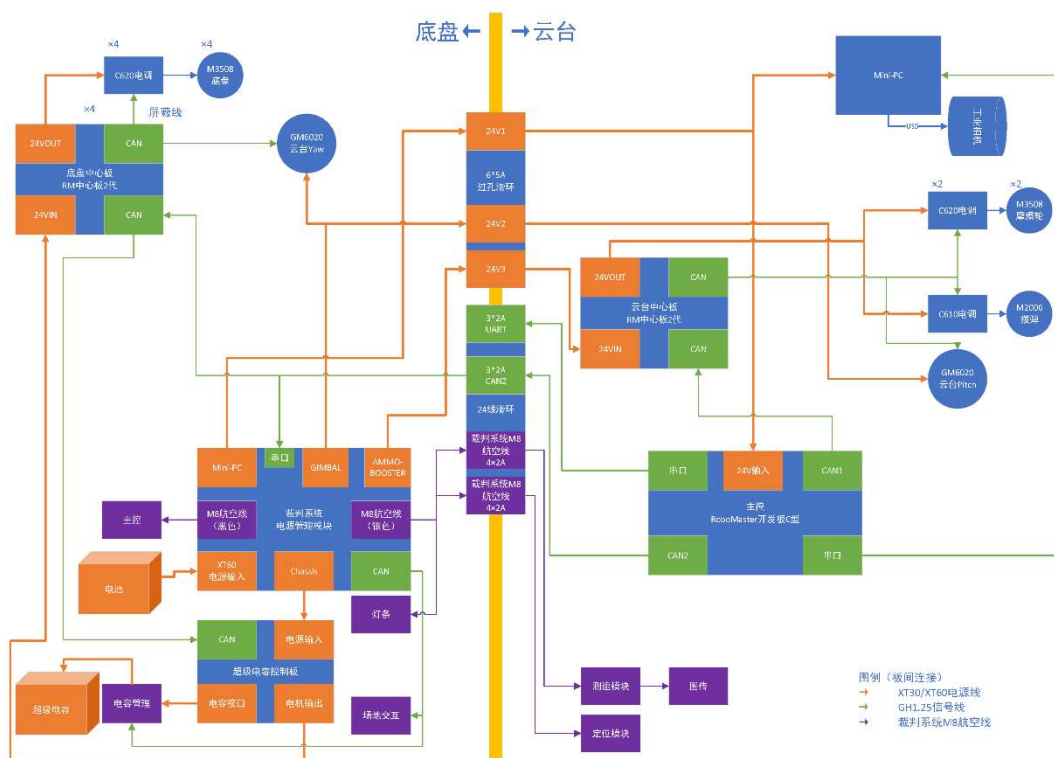 底盘 云台
×4
×4
C620电调
M3508
底盘
×4
屏蔽线
24VOUT
CAN
底盘中心板
RM中心板2代
24VIN
CAN
GM6020
云台Yaw
24V1
6*5A
过孔滑环
24V2
24V3
3*2A
UART
3*2A
CAN2
24线滑环
裁判系统M8
航空线
4×2A
裁判系统M8
航空线
4×2A
Mini-PC
USB
工业相机
×2
×2
C620电调
M3508
摩擦轮
C610电调
M2006
拨弹
GM6020
云台Pitch
24VOUT
CAN
云台中心板
RM中心板2代
24VIN
CAN
串口
24V输入
CAN1
主控
RoboMaster开发板C型
CAN2
串口
Mini-PC
串口
GIMBAL
AMMO-
BOOSTER
M8航空线
(黑色)
裁判系统
电源管理模块
M8航空线
(银色)
XT60
电源输入
Chassis
CAN
主控
电池
灯条
CAN
电源输入
超级电容控制板
电容接口
电机输出
超级电容
电容管理
场地交互
测速模块
图传
定位模块
图例（板间连接）
XT30/XT60电源线
GH1.25信号线
裁判系统M8航空线